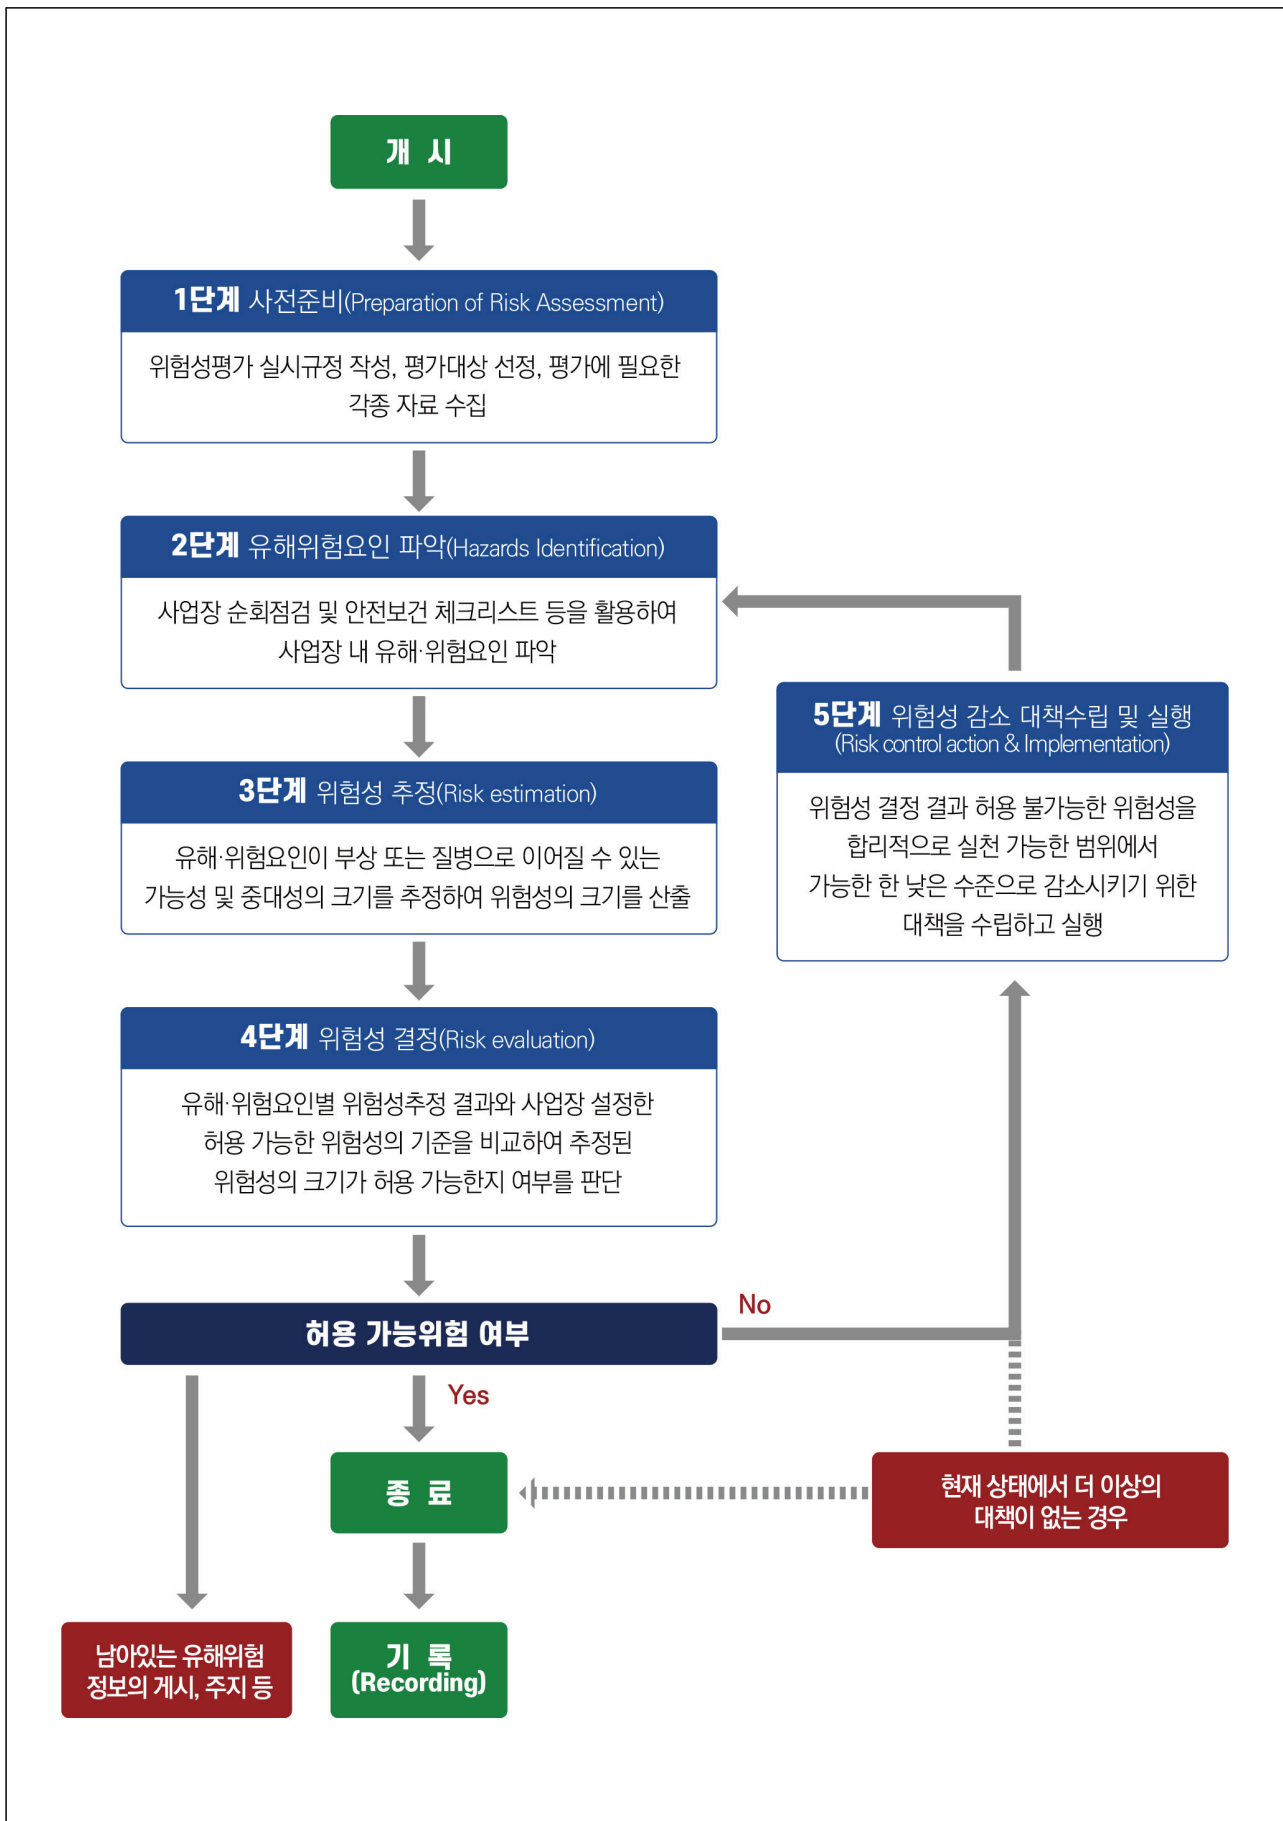 개 시
1단계 사전준비(Preparation of Risk Assessment)
위험성평가 실시규정 작성, 평가대상 선정, 평가에 필요한
각종 자료 수집
2단계 유해위험요인 파악(Hazards Identification)
사업장 순회점검 및 안전보건 체크리스트 등을 활용하여
사업장 내 유해·위험요인 파악
3단계 위험성 추정(Risk estimation)
유해·위험요인이 부상 또는 질병으로 이어질 수 있는
가능성 및 중대성의 크기를 추정하여 위험성의 크기를 산출
4단계 위험성 결정(Risk evaluation)
유해·위험요인별 위험성추정 결과와 사업장 설정한
허용 가능한 위험성의 기준을 비교하여 추정된
위험성의 크기가 허용 가능한지 여부를 판단
5단계 위험성 감소 대책수립 및 실행
(Risk control action & Implementation)
위험성 결정 결과 허용 불가능한 위험성을
합리적으로 실천 가능한 범위에서
가능한 한 낮은 수준으로 감소시키기 위한
대책을 수립하고 실행
허용 가능위험 여부
No
Yes
종 료
현재 상태에서 더 이상의
대책이 없는 경우
남아있는 유해위험
정보의 게시, 주지 등
기 록
(Recording)